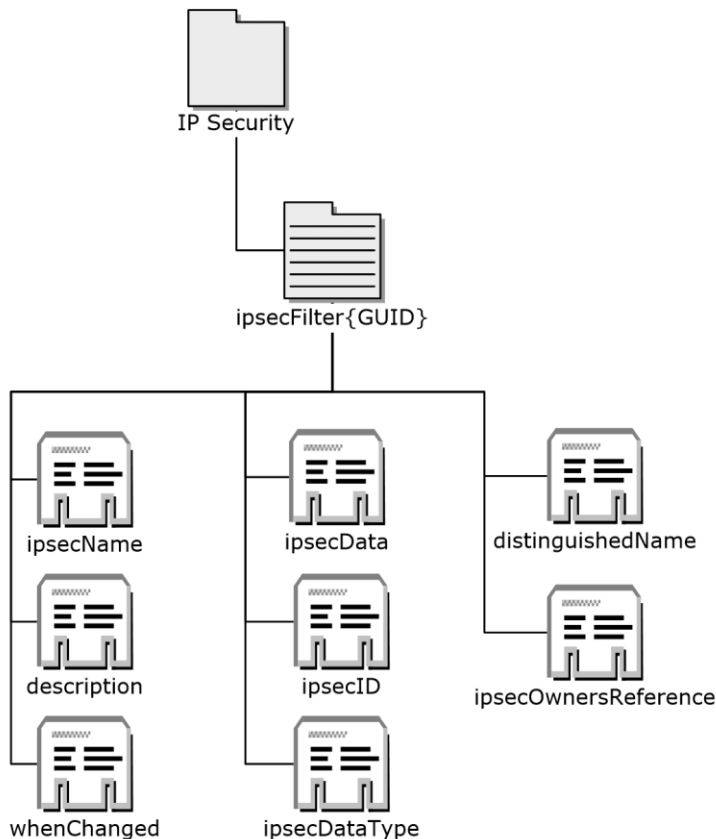 IP Security
ipsecFilter{GUID}
ipsecName
ipsecData
distinguishedName
description
ipsecID
ipsecOwnersReference
whenChanged
ipsecDataType